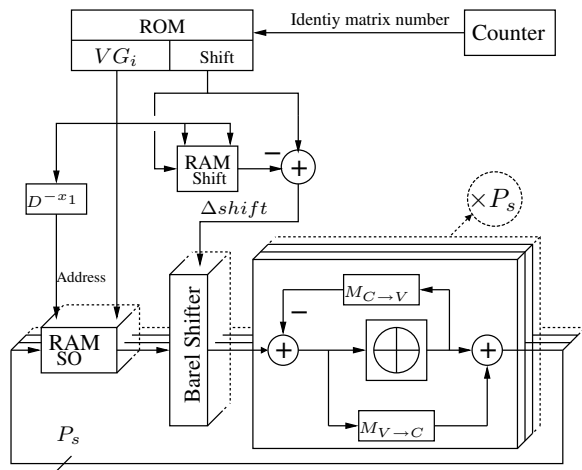 ROM
Identiy matrix number
Counter
VG_i
Shift
RAM
Shift
−
+
D^{-x_1}
Δshift
×P_s
Address
Barel Shifter
M_{C→V}
−
RAM
SO
+
+
M_{V→C}
P_s